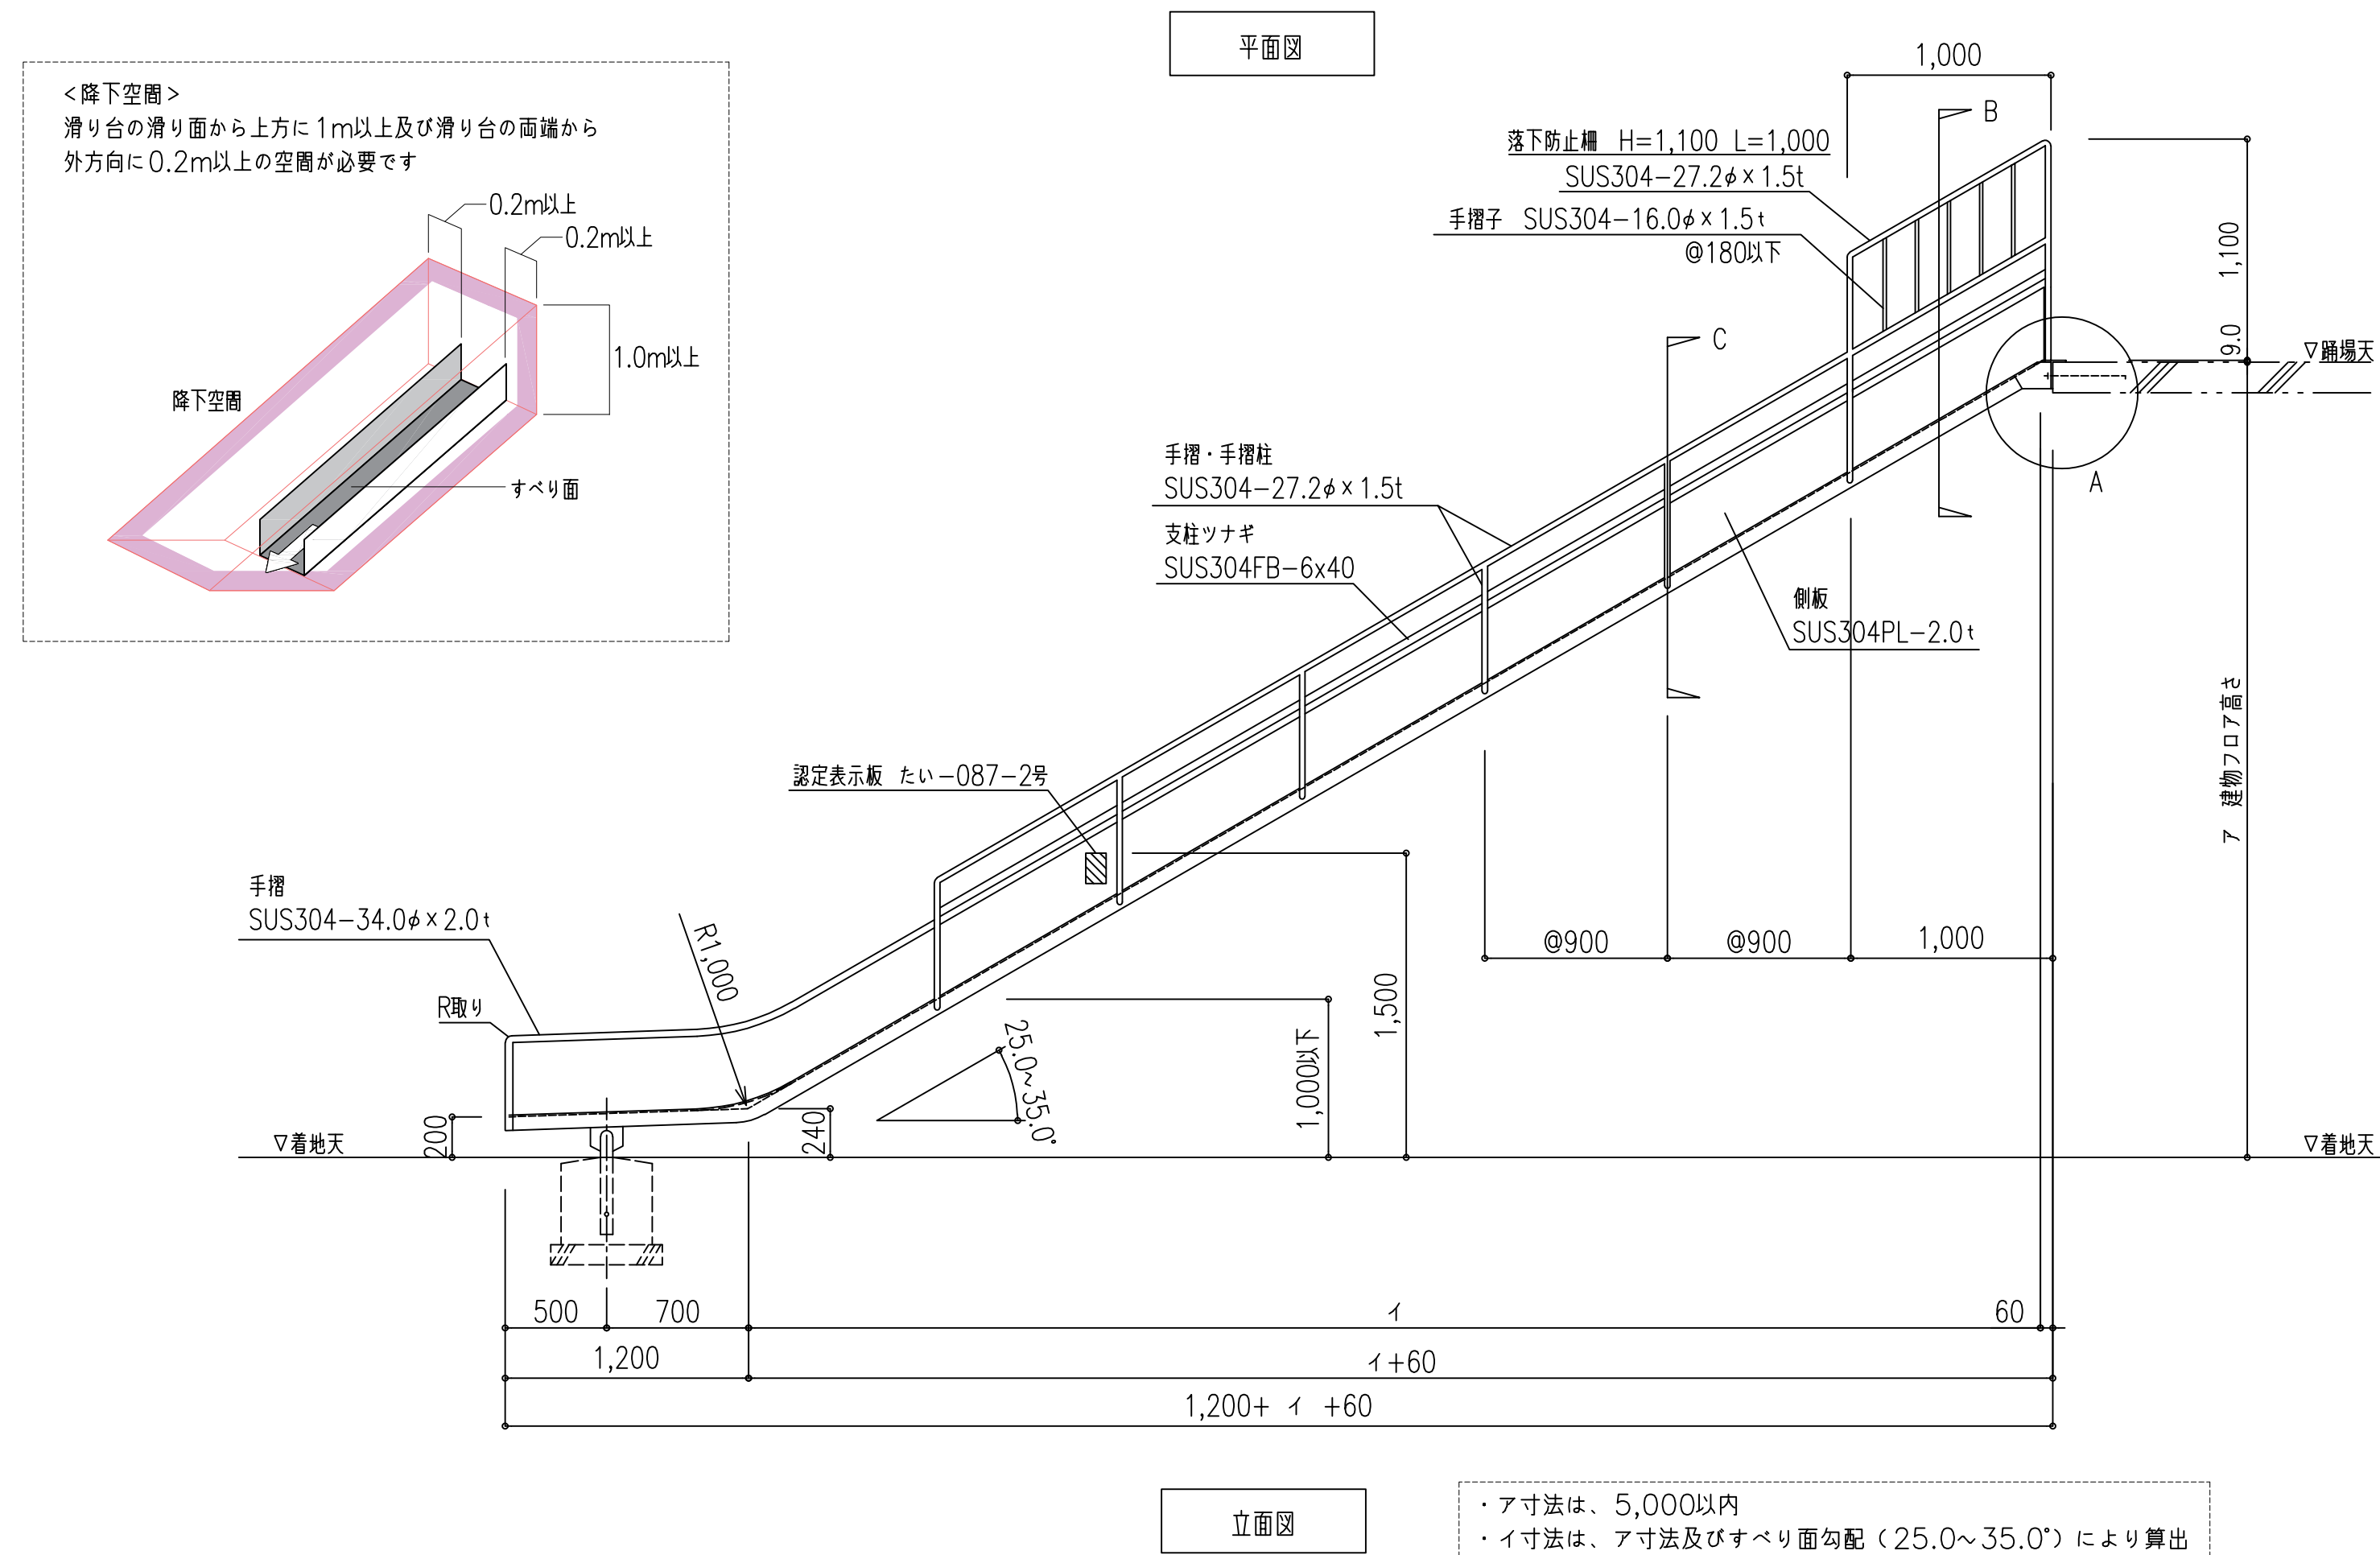 平面図
<降下空間>
滑り台の滑り面から上方に1m以上及び滑り台の両端から
外方向に0.2m以上の空間が必要です
0.2m以上
0.2m以上
1.0m以上
降下空間
すべり面
1,000
B
落下防止柵 H=1,100 L=1,000
SUS304-27.2φ×1.5t
手摺子 SUS304-16.0φ×1.5t
@180以下
1,100
9.0
▽踊場天
C
A
手摺・手摺柱
SUS304-27.2φ×1.5t
支柱ツナギ
SUS304FB-6x40
側板
SUS304PL-2.0t
ア 建物フロア高さ
認定表示板 たい-087-2号
手摺
SUS304-34.0φ×2.0t
R1,000
R取り
@900
@900
1,000
1,500
1,000以下
25.0~35.0°
200
240
▽着地天
▽着地天
500
700
イ
60
1,200
イ+60
1,200+ イ +60
立面図
・ア寸法は、5,000以内
・イ寸法は、ア寸法及びすべり面勾配(25.0~35.0°)により算出